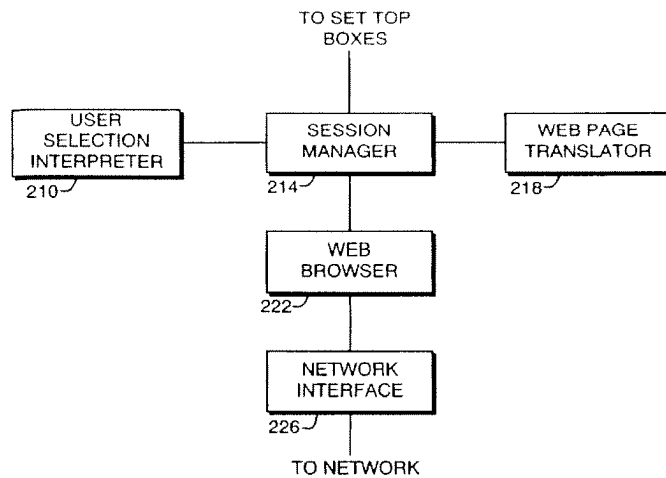 TO SET TOP
BOXES
USER
SELECTION
INTERPRETER
210
SESSION
MANAGER
214
WEB PAGE
TRANSLATOR
218
WEB
BROWSER
222
NETWORK
INTERFACE
226
TO NETWORK